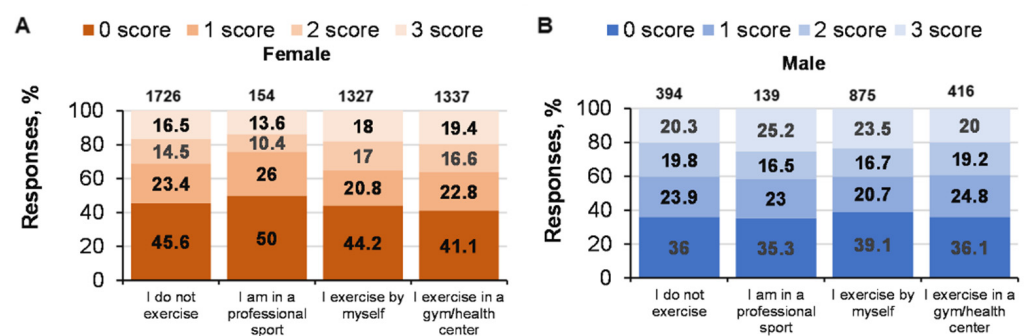 A
0 score 1 score 2 score 3 score
Female
Responses, %
100
80
60
40
20
0
1726 154 1327 1337
16.5 13.6 18 19.4
14.5 10.4 17 16.6
23.4 26 20.8 22.8
45.6 50 44.2 41.1
I do not exercise
I am in a professional sport
I exercise by myself
I exercise in a gym/health center
B
0 score 1 score 2 score 3 score
Male
Responses, %
100
80
60
40
20
0
394 139 875 416
20.3 25.2 23.5 20
19.8 16.5 16.7 19.2
23.9 23 20.7 24.8
36 35.3 39.1 36.1
I do not exercise
I am in a professional sport
I exercise by myself
I exercise in a gym/health center